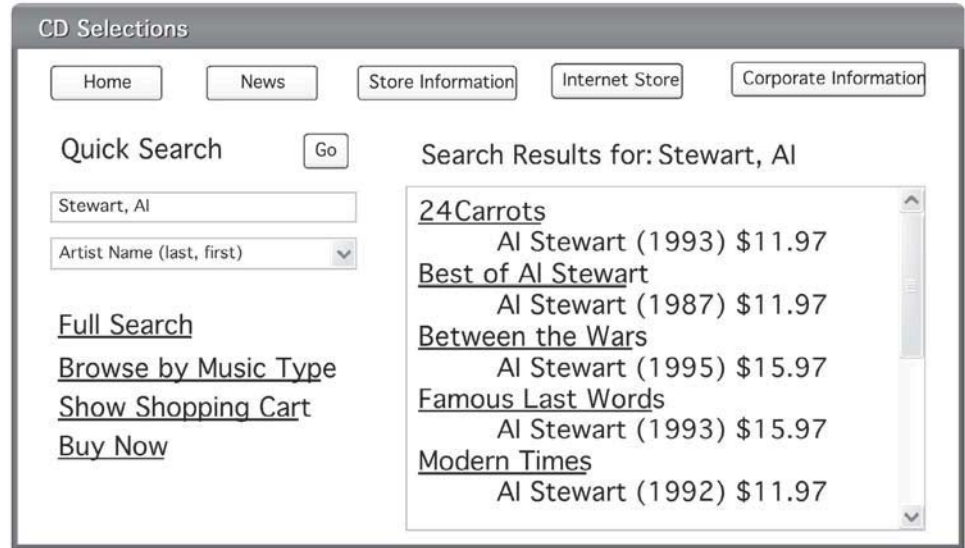 CD Selections
Home
News
Store Information
Internet Store
Corporate Information
Quick Search
Go
Stewart, Al
Artist Name (last, first)
Full Search
Browse by Music Type
Show Shopping Cart
Buy Now
Search Results for: Stewart, Al
24Carrots
Al Stewart (1993) $11.97
Best of Al Stewart
Al Stewart (1987) $11.97
Between the Wars
Al Stewart (1995) $15.97
Famous Last Words
Al Stewart (1993) $15.97
Modern Times
Al Stewart (1992) $11.97